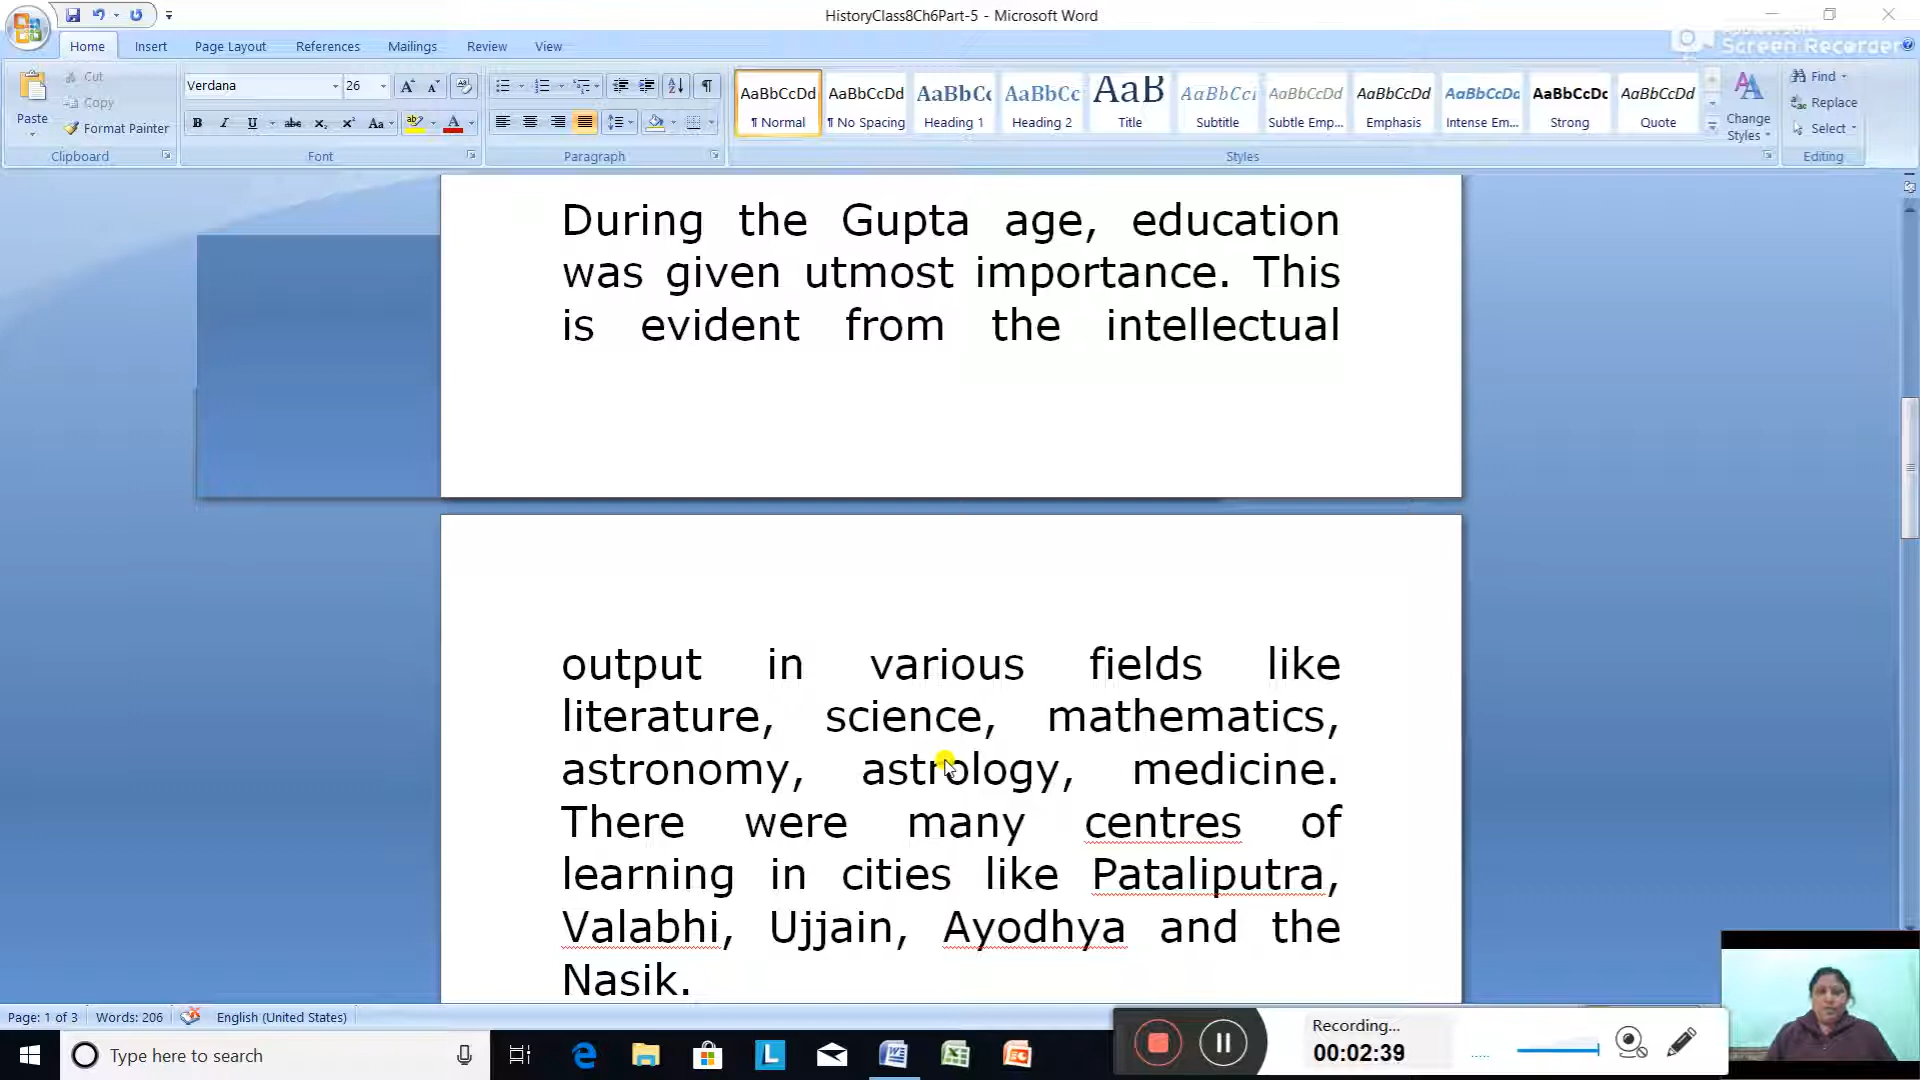 HistoryClass8Ch6Part-5 - Microsoft Word
Home Insert Page Layout References Mailings Review View
Screen Recorder
Paste
Cut
Copy
Format Painter
Clipboard
Verdana 26
B I U abc x₂ x² Aa
Font
Paragraph
AaBbCcDd AaBbCcDd AaBbCc AaBbCc AaB AaBbCcI AaBbCcDd AaBbCcDd AaBbCcDd AaBbCcDc AaBbCcDd
¶ Normal ¶ No Spacing Heading 1 Heading 2 Title Subtitle Subtle Emp... Emphasis Intense Em... Strong Quote
Change Styles
Styles
Find
Replace
Select
Editing
During the Gupta age, education
was given utmost importance. This
is evident from the intellectual
output in various fields like
literature, science, mathematics,
astronomy, astrology, medicine.
There were many centres of
learning in cities like Pataliputra,
Valabhi, Ujjain, Ayodhya and the
Nasik.
Page: 1 of 3 Words: 206 English (United States)
Recording...
00:02:39
Type here to search